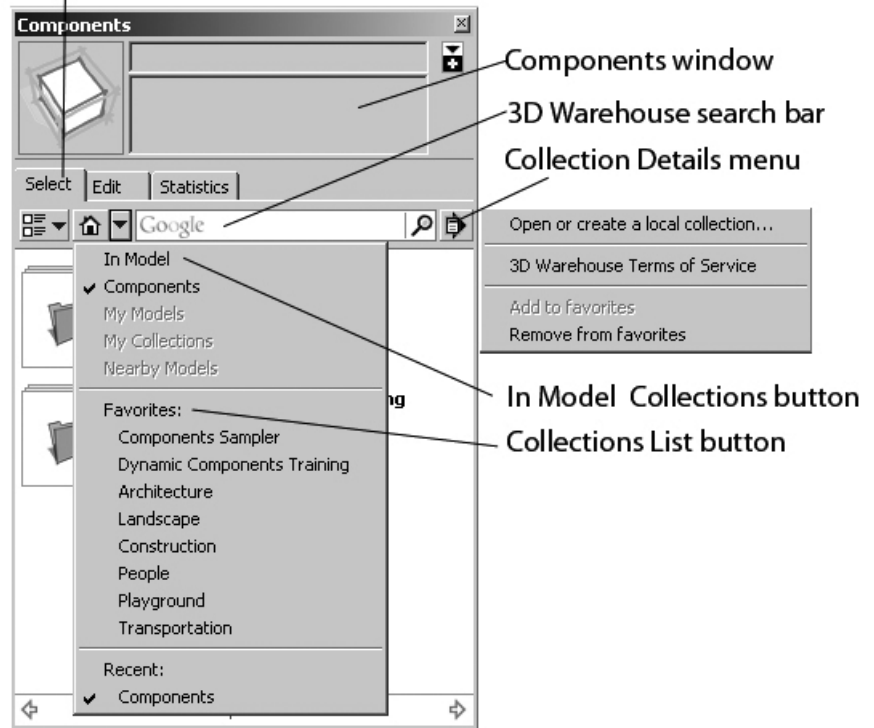 Components
Components window
3D Warehouse search bar
Collection Details menu
Select
Edit
Statistics
Google
Open or create a local collection...
3D Warehouse Terms of Service
Add to favorites
Remove from favorites
In Model
Components
My Models
My Collections
Nearby Models
Favorites:
Components Sampler
Dynamic Components Training
Architecture
Landscape
Construction
People
Playground
Transportation
Recent:
Components
ng
In Model Collections button
Collections List button